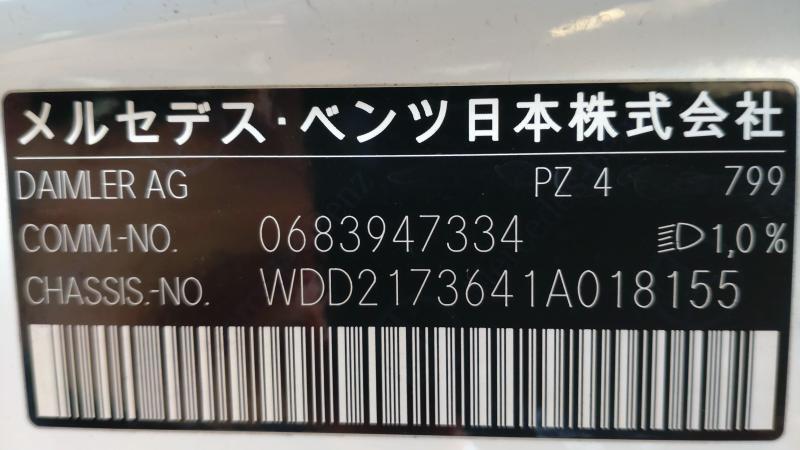 メルセデス・ベンツ日本株式会社
DAIMLER AG PZ 4 799
COMM.-NO. 0683947334 1,0%
CHASSIS.-NO. WDD2173641A018155